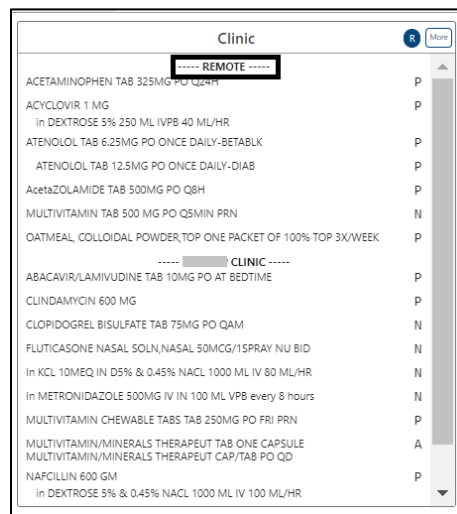 Clinic
R
More
----- REMOTE -----
ACETAMINOPHEN TAB 325MG PO Q24H P
ACYCLOVIR 1 MG P
in DEXTROSE 5% 250 ML IVPB 40 ML/HR
ATENOLOL TAB 6.25MG PO ONCE DAILY-BETABLK P
ATENOLOL TAB 12.5MG PO ONCE DAILY-DIAB P
AcetaZOLAMIDE TAB 500MG PO Q8H P
MULTIVITAMIN TAB 500 MG PO Q5MIN PRN N
OATMEAL, COLLOIDAL POWDER,TOP ONE PACKET OF 100% TOP 3X/WEEK P
----- CLINIC -----
ABACAVIR/LAMIVUDINE TAB 10MG PO AT BEDTIME P
CLINDAMYCIN 600 MG P
CLOPIDOGREL BISULFATE TAB 75MG PO QAM N
FLUTICASONE NASAL SOLN,NASAL 50MCG/1SPRAY NU BID N
In KCL 10MEQ IN D5% & 0.45% NACL 1000 ML IV 80 ML/HR N
In METRONIDAZOLE 500MG IV IN 100 ML VPB every 8 hours N
MULTIVITAMIN CHEWABLE TABS TAB 250MG PO FRI PRN P
MULTIVITAMIN/MINERALS THERAPEUT TAB ONE CAPSULE A
MULTIVITAMIN/MINERALS THERAPEUT CAP/TAB PO QD
NAFCILLIN 600 GM P
in DEXTROSE 5% & 0.45% NACL 1000 ML IV 100 ML/HR